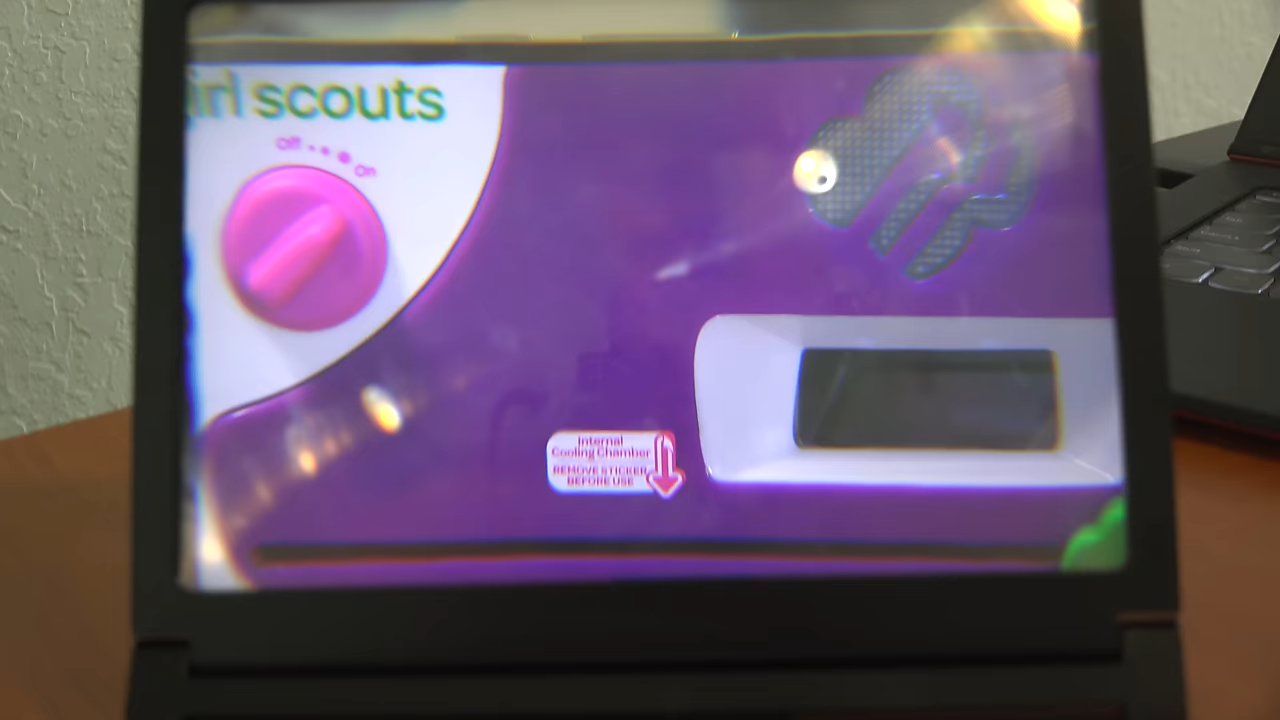 irl scouts
Off
On
Internal
Cooling Chamber
REMOVE STICKER
BEFORE USE